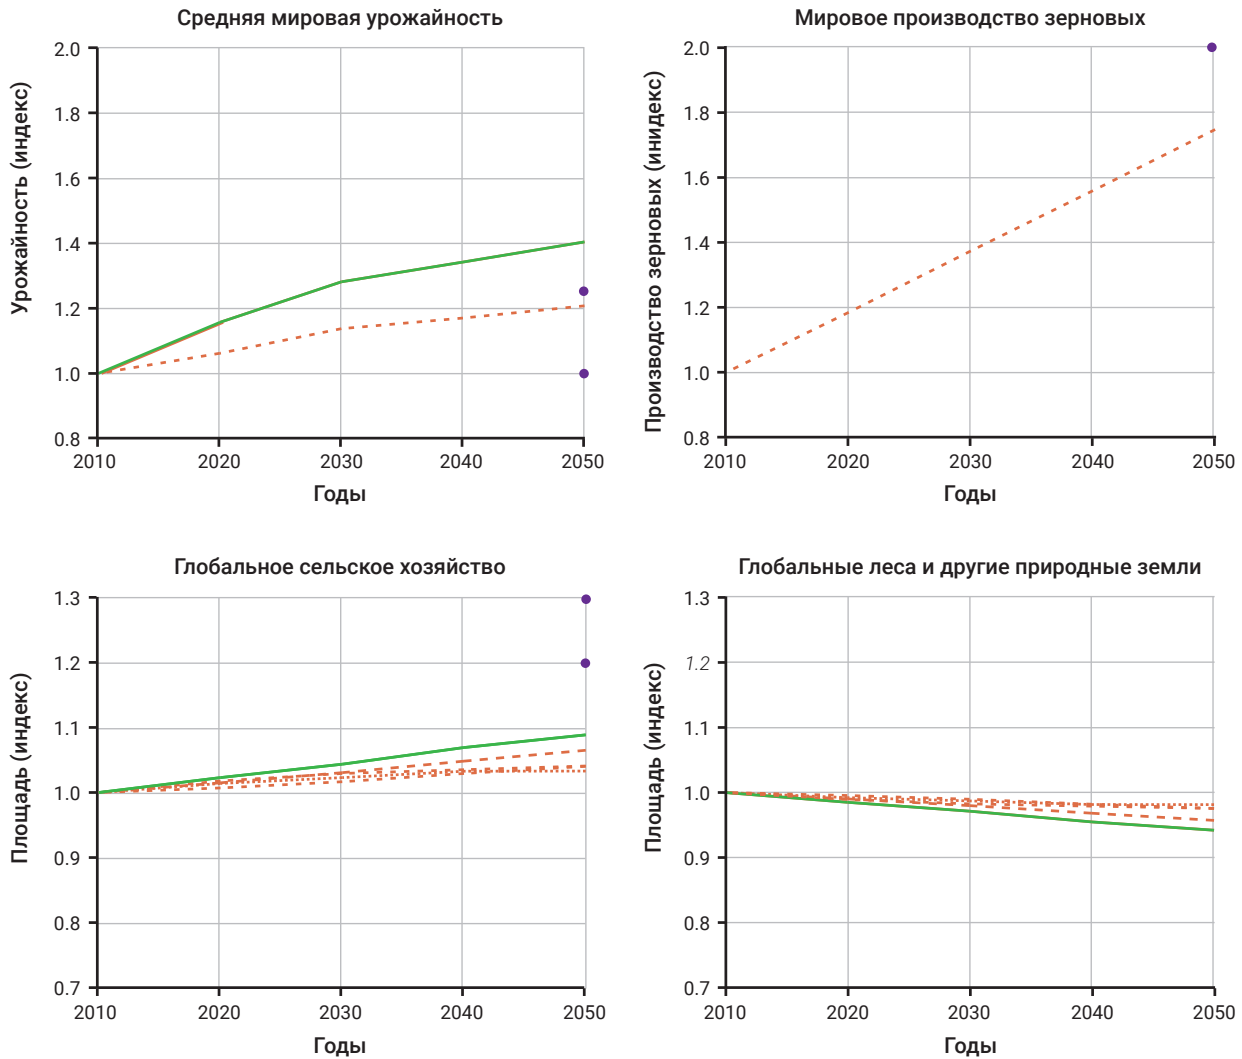 Средняя мировая урожайность
Урожайность (индекс)
2.0
1.8
1.6
1.4
1.2
1.0
0.8
2010 2020 2030 2040 2050
Годы
Мировое производство зерновых
Производство зерновых (инидекс)
2.0
1.8
1.6
1.4
1.2
1.0
0.8
2010 2020 2030 2040 2050
Годы
Глобальное сельское хозяйство
Площадь (индекс)
1.3
1.2
1.1
1.0
0.9
0.8
0.7
2010 2020 2030 2040 2050
Годы
Глобальные леса и другие природные земли
Площадь (индекс)
1.3
1.2
1.1
1.0
0.9
0.8
0.7
2010 2020 2030 2040 2050
Годы